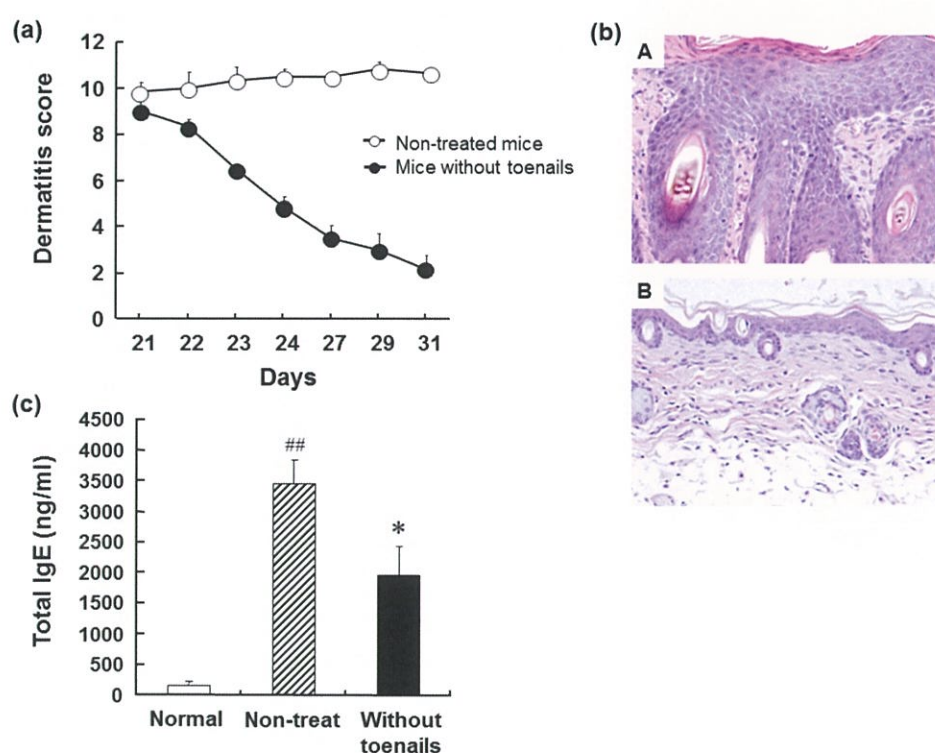 (a)
12
10
8
6
4
2
0
Dermatitis score
Non-treated mice
Mice without toenails
21 22 23 24 27 29 31
Days
(b)
A
B
(c)
4500
4000
3500
3000
2500
2000
1500
1000
500
0
Total IgE (ng/ml)
##
*
Normal Non-treat Without
toenails